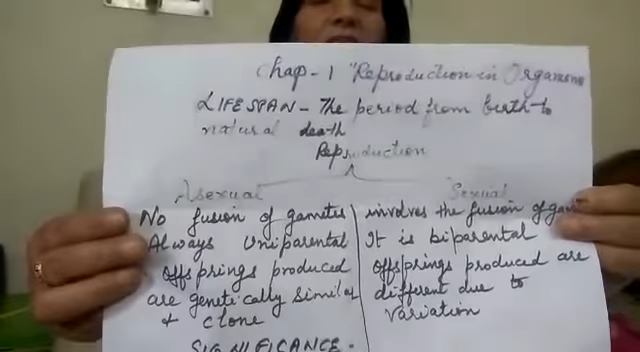 Chap-1 "Reproduction in Organisms
LIFESPAN - The period from birth to
natural death
Reproduction
Asexual
No fusion of gametes
Always Uniparental
offsprings produced
are genetically similar
+ clone
SIGNIFICANCE -
Sexual
involves the fusion of gam
It is biparental
offsprings produced are
different due to
variation